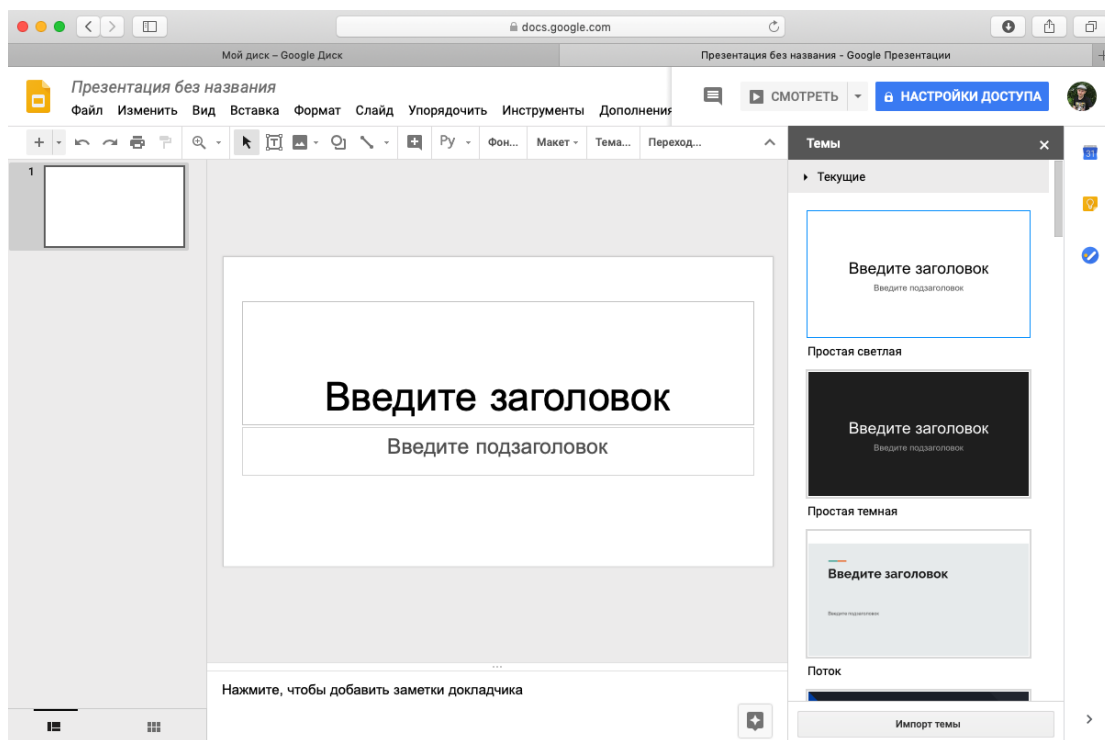 docs.google.com
Мой диск – Google Диск
Презентация без названия - Google Презентации
Презентация без названия
Файл Изменить Вид Вставка Формат Слайд Упорядочить Инструменты Дополнения
СМОТРЕТЬ
НАСТРОЙКИ ДОСТУПА
Ру
Фон...
Макет
Тема...
Переход...
Темы
31
1
Текущие
Введите заголовок
Введите подзаголовок
Введите заголовок
Введите подзаголовок
Простая светлая
Введите заголовок
Введите подзаголовок
Простая темная
Введите заголовок
Введите подзаголовок
Поток
Нажмите, чтобы добавить заметки докладчика
Импорт темы